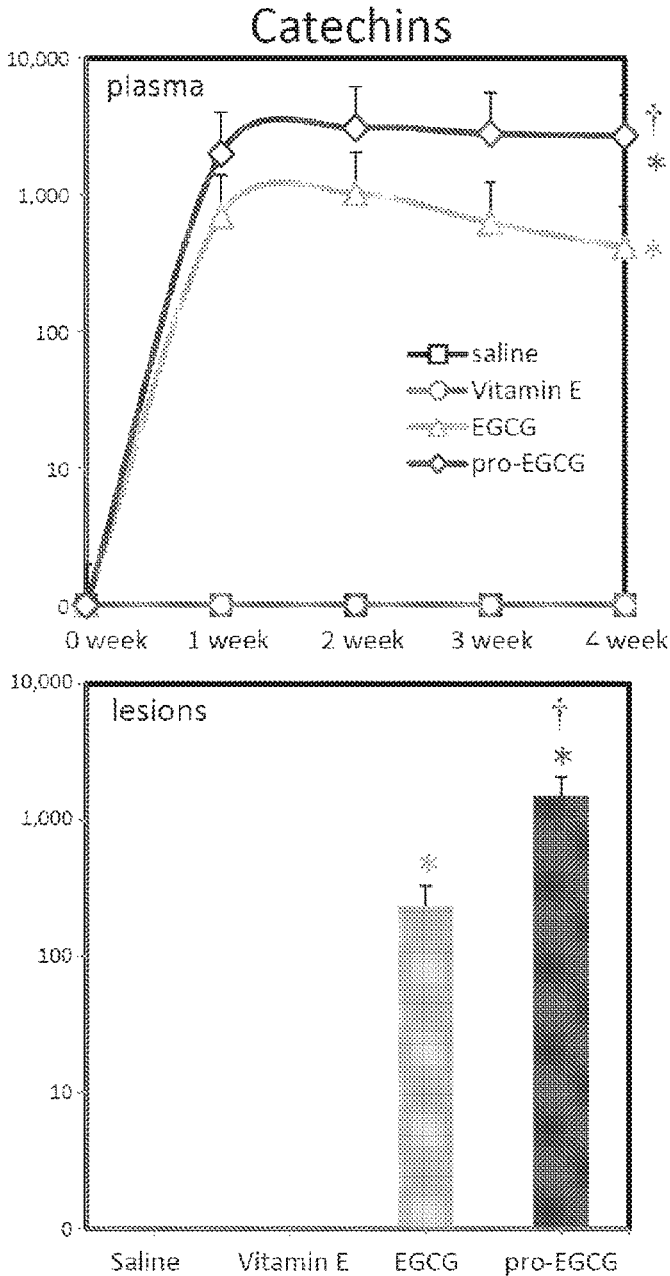 Catechins
10,000
plasma
†
*
1,000
*
100
saline
Vitamin E
EGCG
pro-EGCG
10
0
0 week 1 week 2 week 3 week 4 week
10,000
lesions
†
*
1,000
*
100
10
0
Saline Vitamin E EGCG pro-EGCG